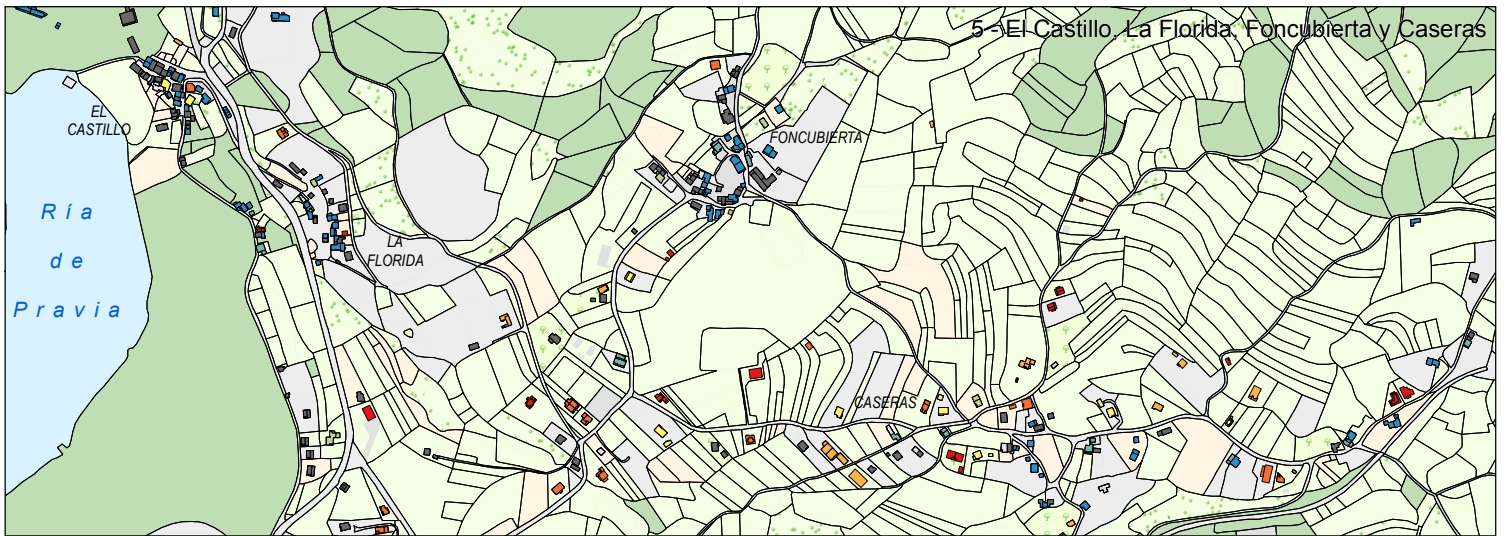 5 - El Castillo, La Florida, Foncubierta y Caseras
EL
CASTILLO
FONCUBIERTA
Ría
de
Pravia
LA
FLORIDA
CASERAS